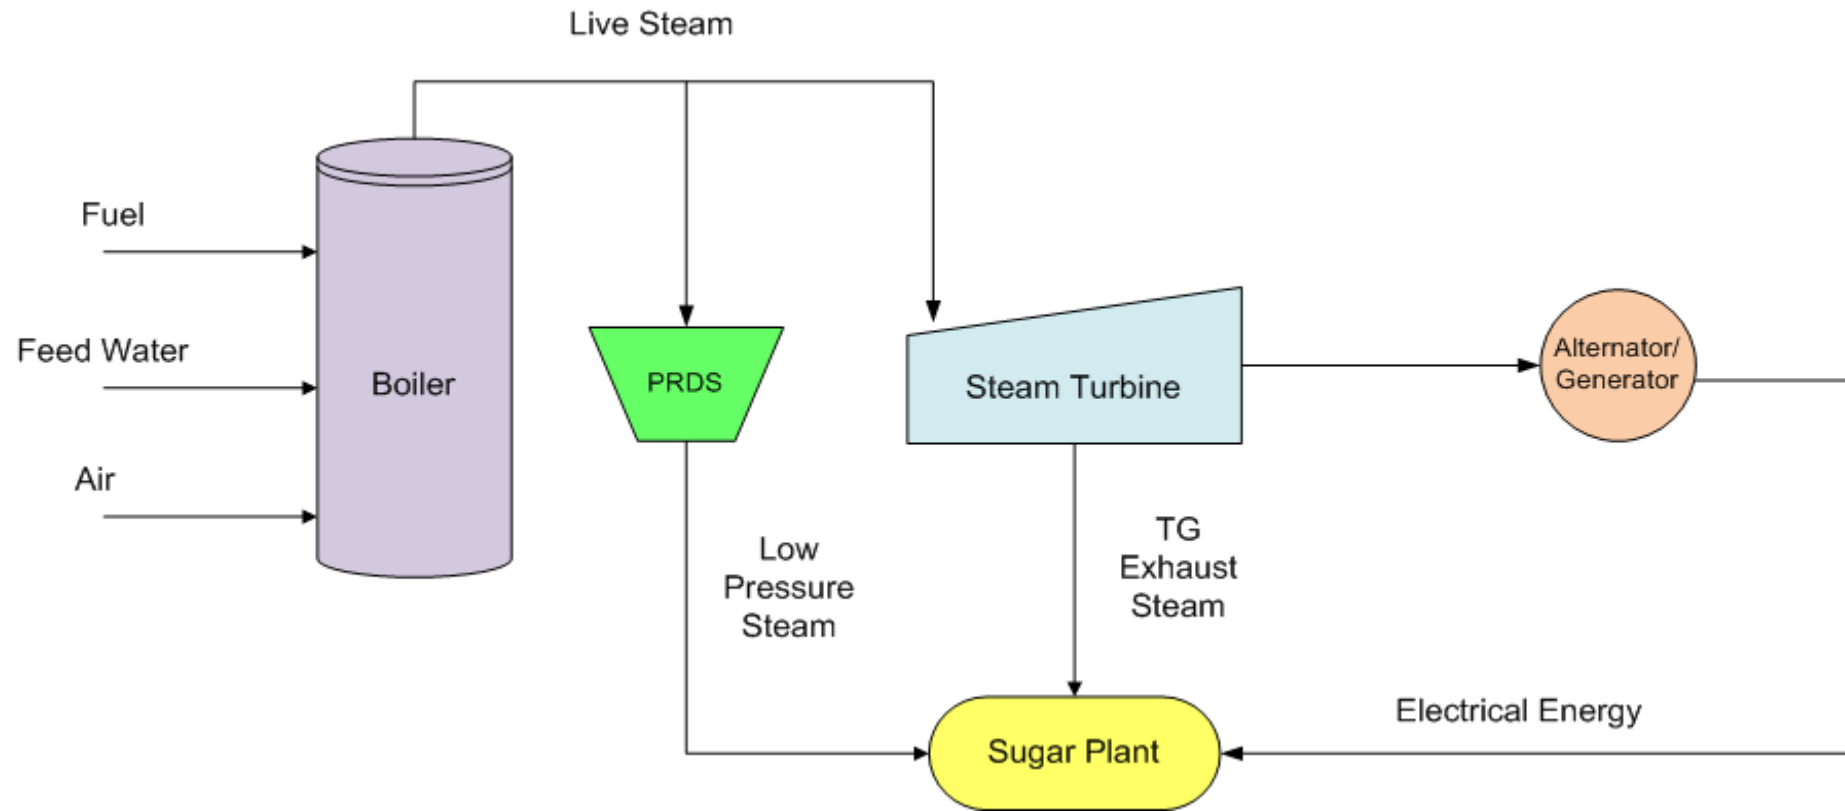 Live Steam
Fuel
Feed Water
Air
Boiler
PRDS
Steam Turbine
Alternator/
Generator
Low
Pressure
Steam
TG
Exhaust
Steam
Electrical Energy
Sugar Plant